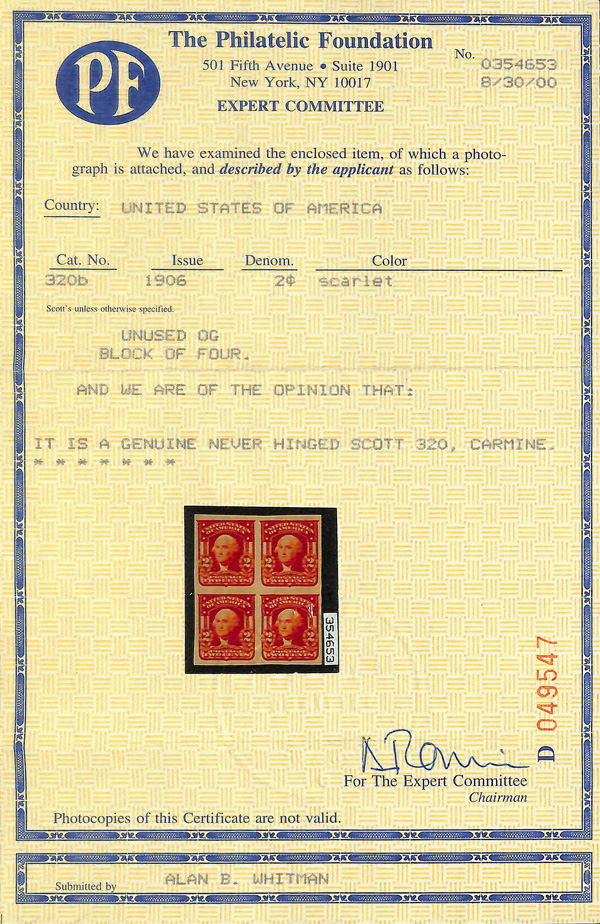 PF
The Philatelic Foundation
501 Fifth Avenue • Suite 1901
New York, NY 10017
EXPERT COMMITTEE
No. 0354653
8/30/00
We have examined the enclosed item, of which a photo-
graph is attached, and described by the applicant as follows:
Country: UNITED STATES OF AMERICA
Cat. No. Issue Denom. Color
320b 1906 2¢ scarlet
Scott's unless otherwise specified.
UNUSED OG
BLOCK OF FOUR.
AND WE ARE OF THE OPINION THAT:
IT IS A GENUINE NEVER HINGED SCOTT 320, CARMINE.
* * * * * * *
354653
D 049547
For The Expert Committee
Chairman
Photocopies of this Certificate are not valid.
Submitted by ALAN B. WHITMAN